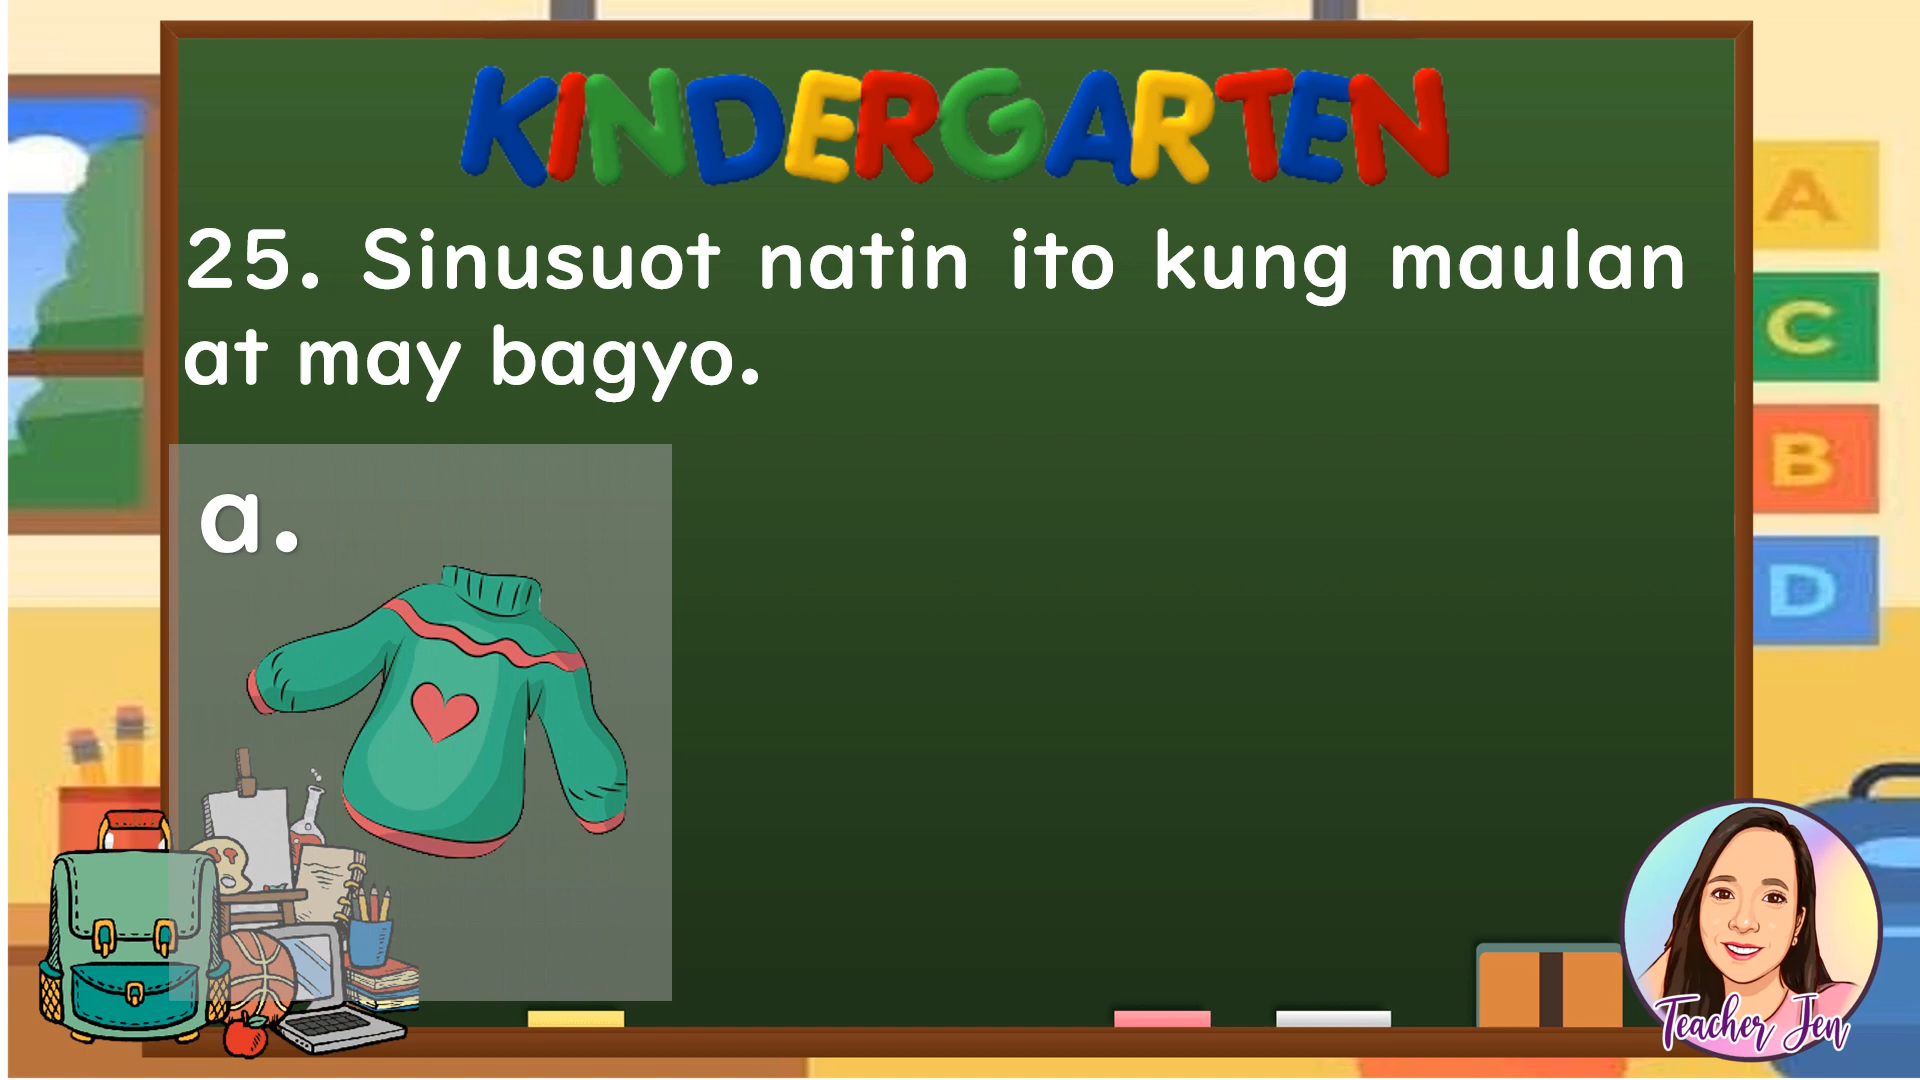 KINDERGARTEN
25. Sinusuot natin ito kung maulan
at may bagyo.
a.
A
C
B
D
Teacher Jen